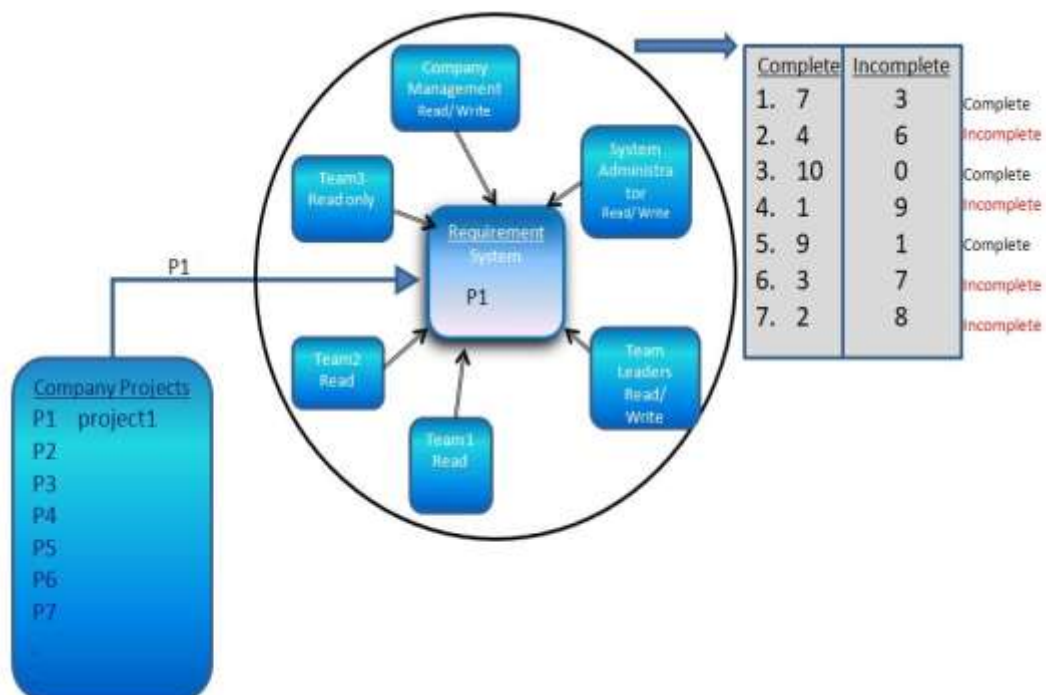 Company
Management
Read/ Write
Team3
Read only
System
Administra
tor
Read/ Write
Requirement
System
P1
P1
Team2
Read
Team1
Read
Team
Leaders
Read/
Write
Company Projects
P1 project1
P2
P3
P4
P5
P6
P7
Complete Incomplete
1. 7 3 Complete
2. 4 6 Incomplete
3. 10 0 Complete
4. 1 9 Incomplete
5. 9 1 Complete
6. 3 7 Incomplete
7. 2 8 Incomplete